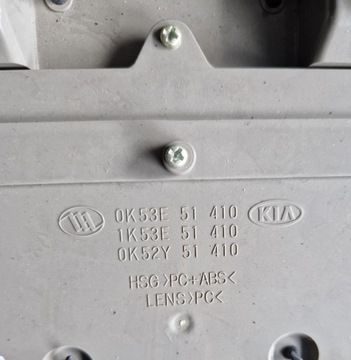 0K53E 51 410 KIA
1K53E 51 410
0K52Y 51 410
HSG>PC+ABS<
LENS>PC<